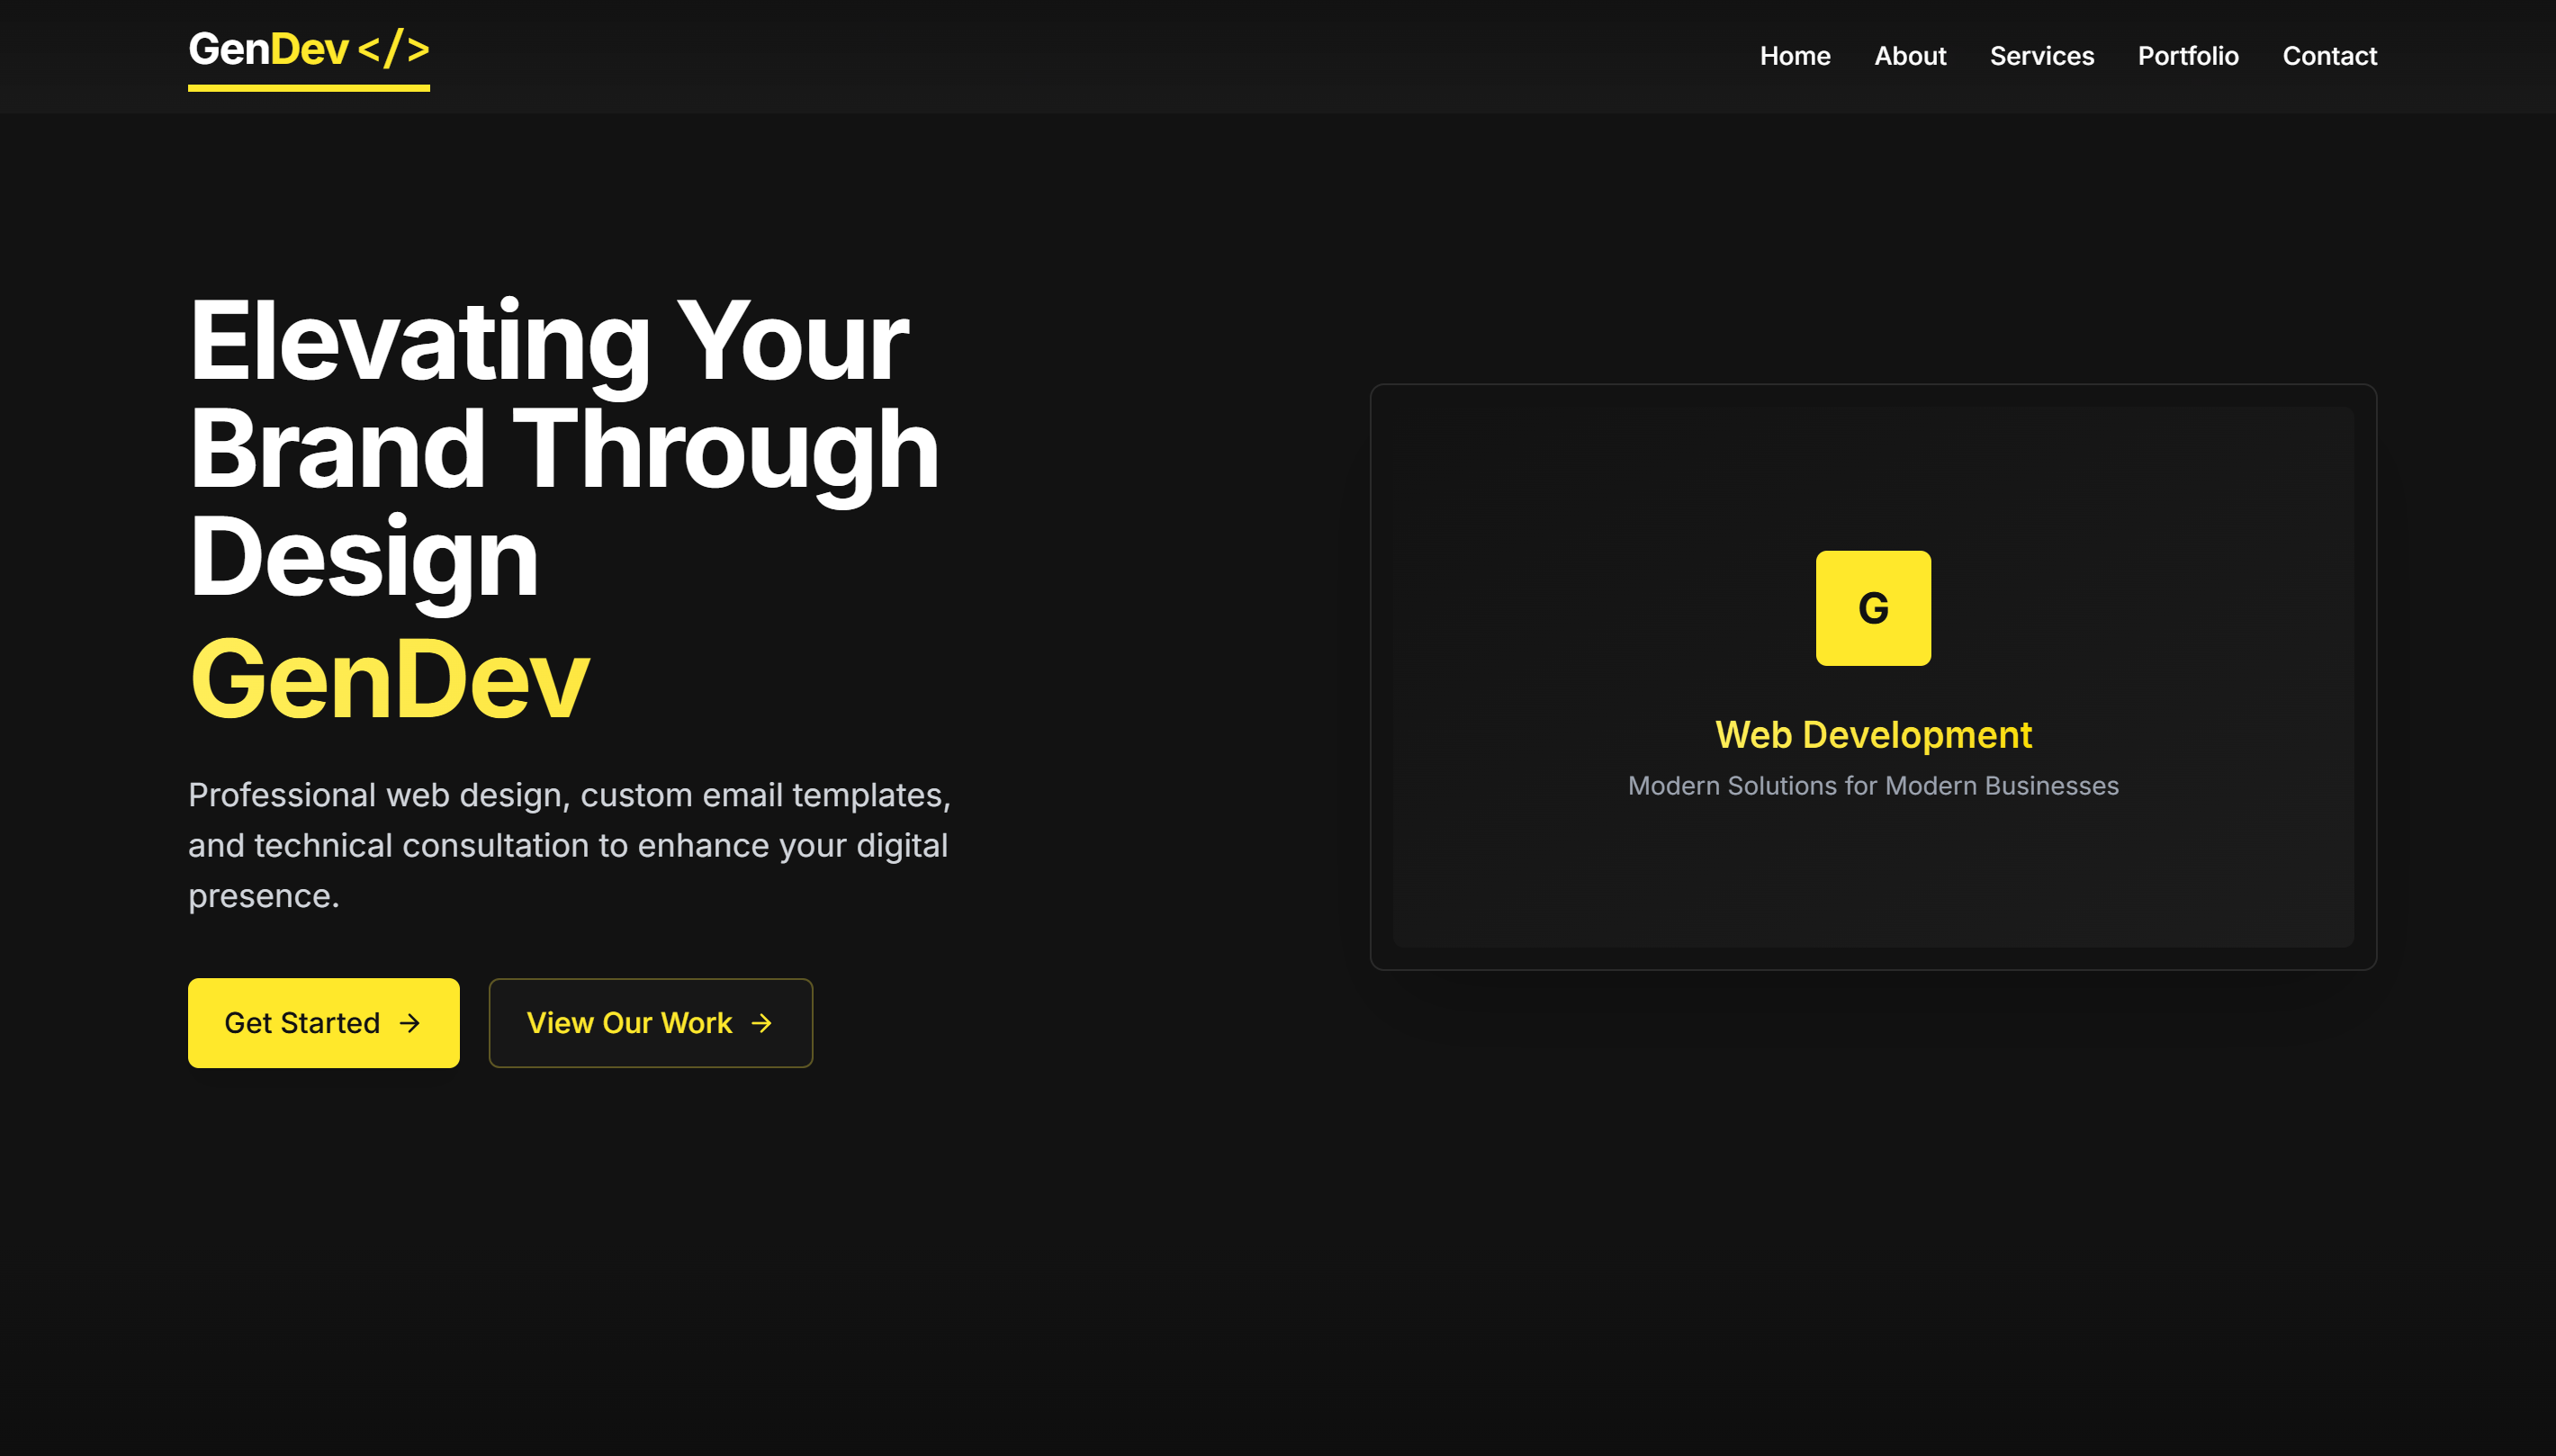 GenDev </>
Home About Services Portfolio Contact
Elevating Your
Brand Through
Design
GenDev
Professional web design, custom email templates,
and technical consultation to enhance your digital
presence.
Get Started →
View Our Work →
G
Web Development
Modern Solutions for Modern Businesses